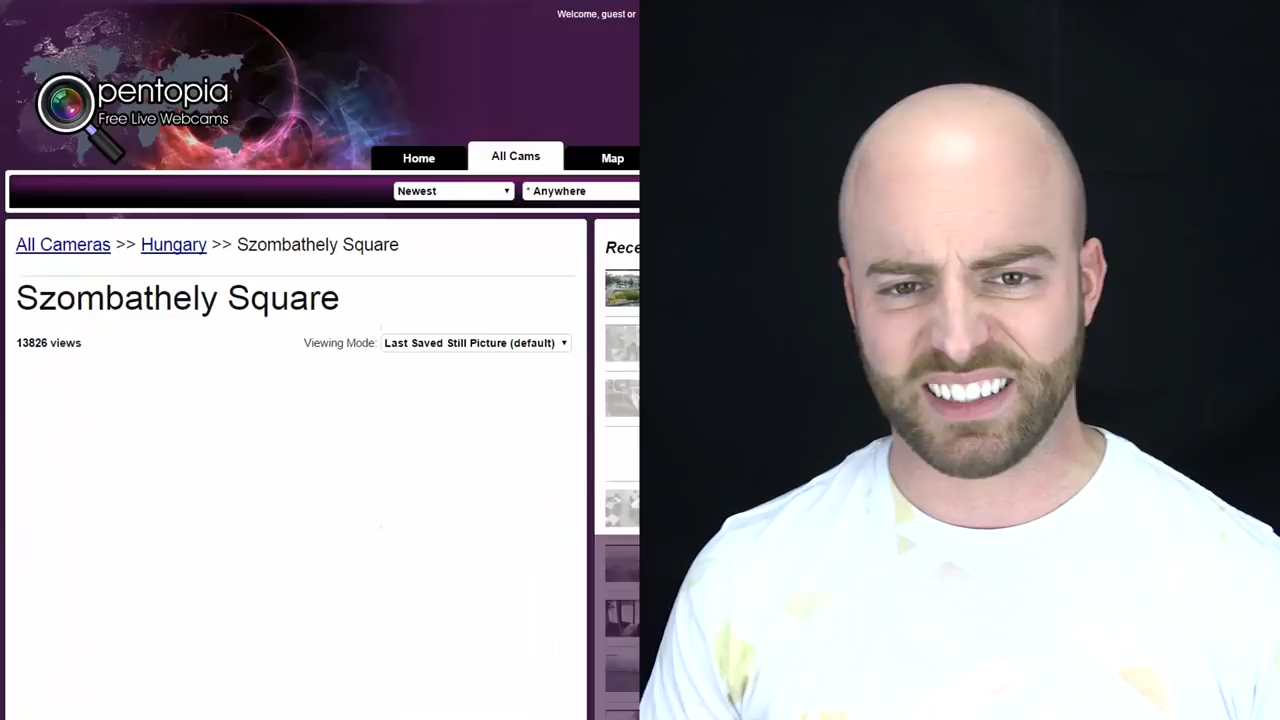 Welcome, guest or
pentopia
Free Live Webcams
Home
All Cams
Map
Newest
* Anywhere
All Cameras >> Hungary >> Szombathely Square
Rece
Szombathely Square
13826 views
Viewing Mode:
Last Saved Still Picture (default)